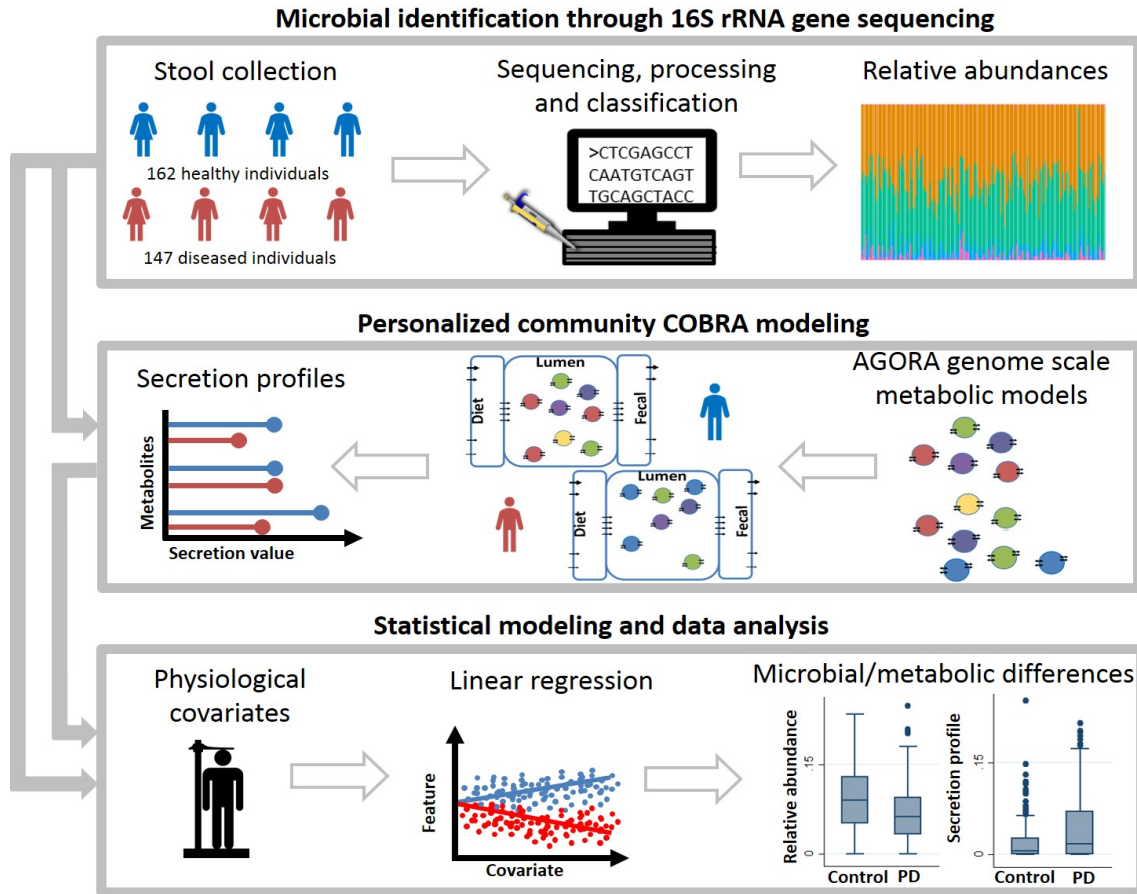 Microbial identification through 16S rRNA gene sequencing
Stool collection
162 healthy individuals
147 diseased individuals
Sequencing, processing
and classification
>CTCGAGCCT
CAATGTCAGT
TGCAGCTACC
Relative abundances
Personalized community COBRA modeling
Secretion profiles
Metabolites
Secretion value
Lumen
Diet
Fecal
Lumen
Diet
Fecal
AGORA genome scale
metabolic models
Statistical modeling and data analysis
Physiological
covariates
Linear regression
Feature
Covariate
Microbial/metabolic differences
Relative abundance
.15
0
Control PD
Secretion profile
.15
0
Control PD